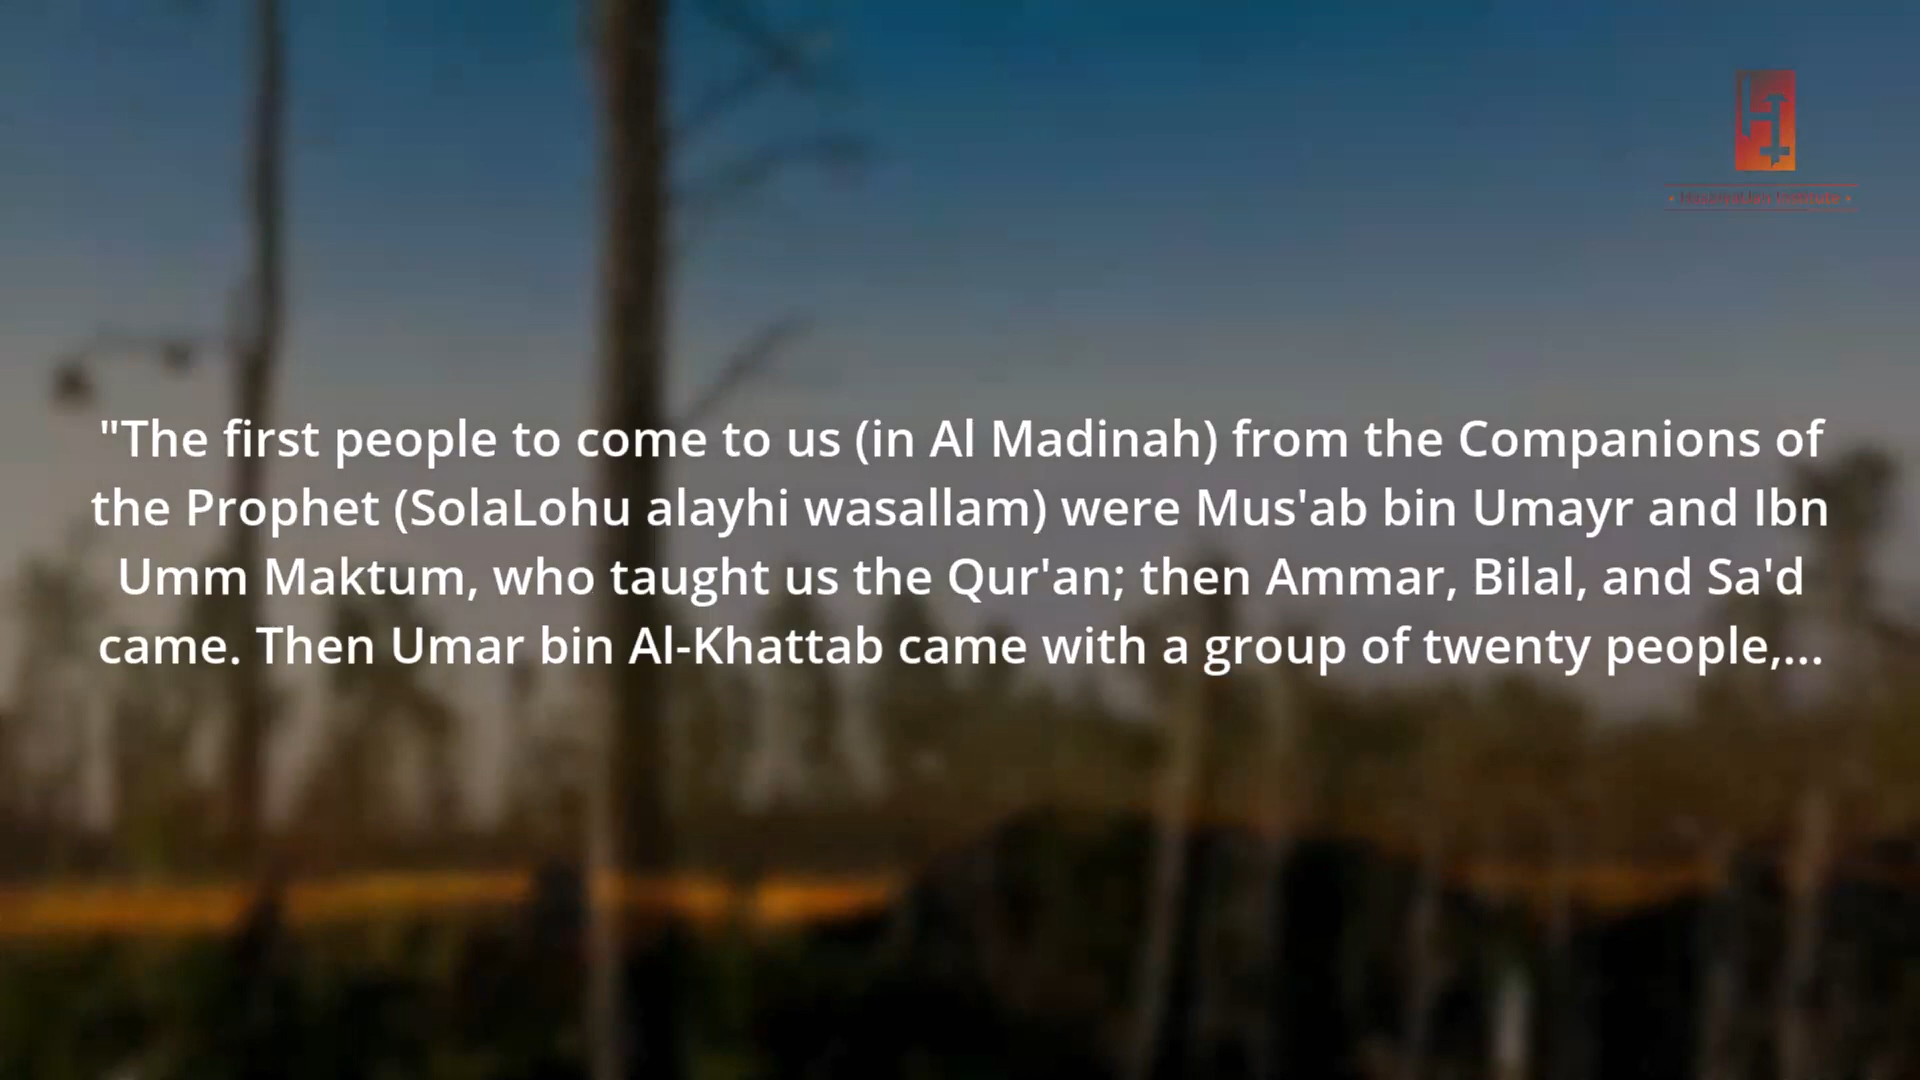 "The first people to come to us (in Al Madinah) from the Companions of
the Prophet (SolaLohu alayhi wasallam) were Mus'ab bin Umayr and Ibn
Umm Maktum, who taught us the Qur'an; then Ammar, Bilal, and Sa'd
came. Then Umar bin Al-Khattab came with a group of twenty people,...